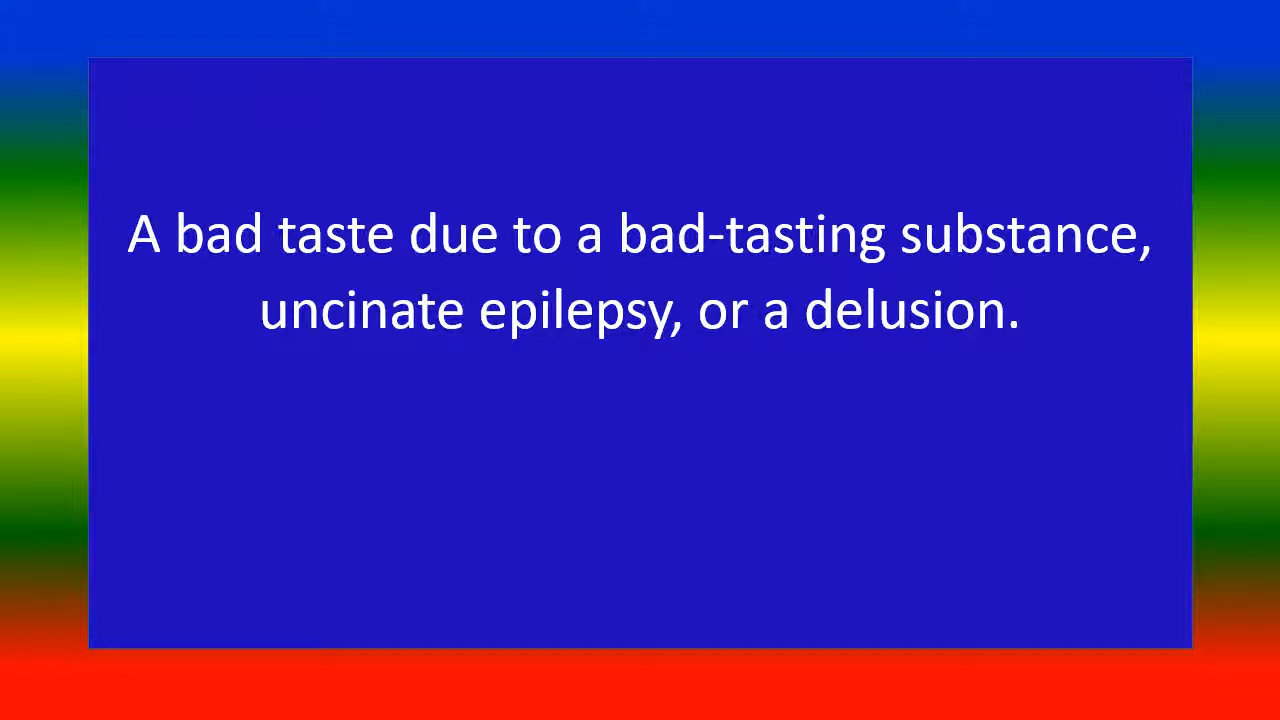 A bad taste due to a bad-tasting substance,
uncinate epilepsy, or a delusion.